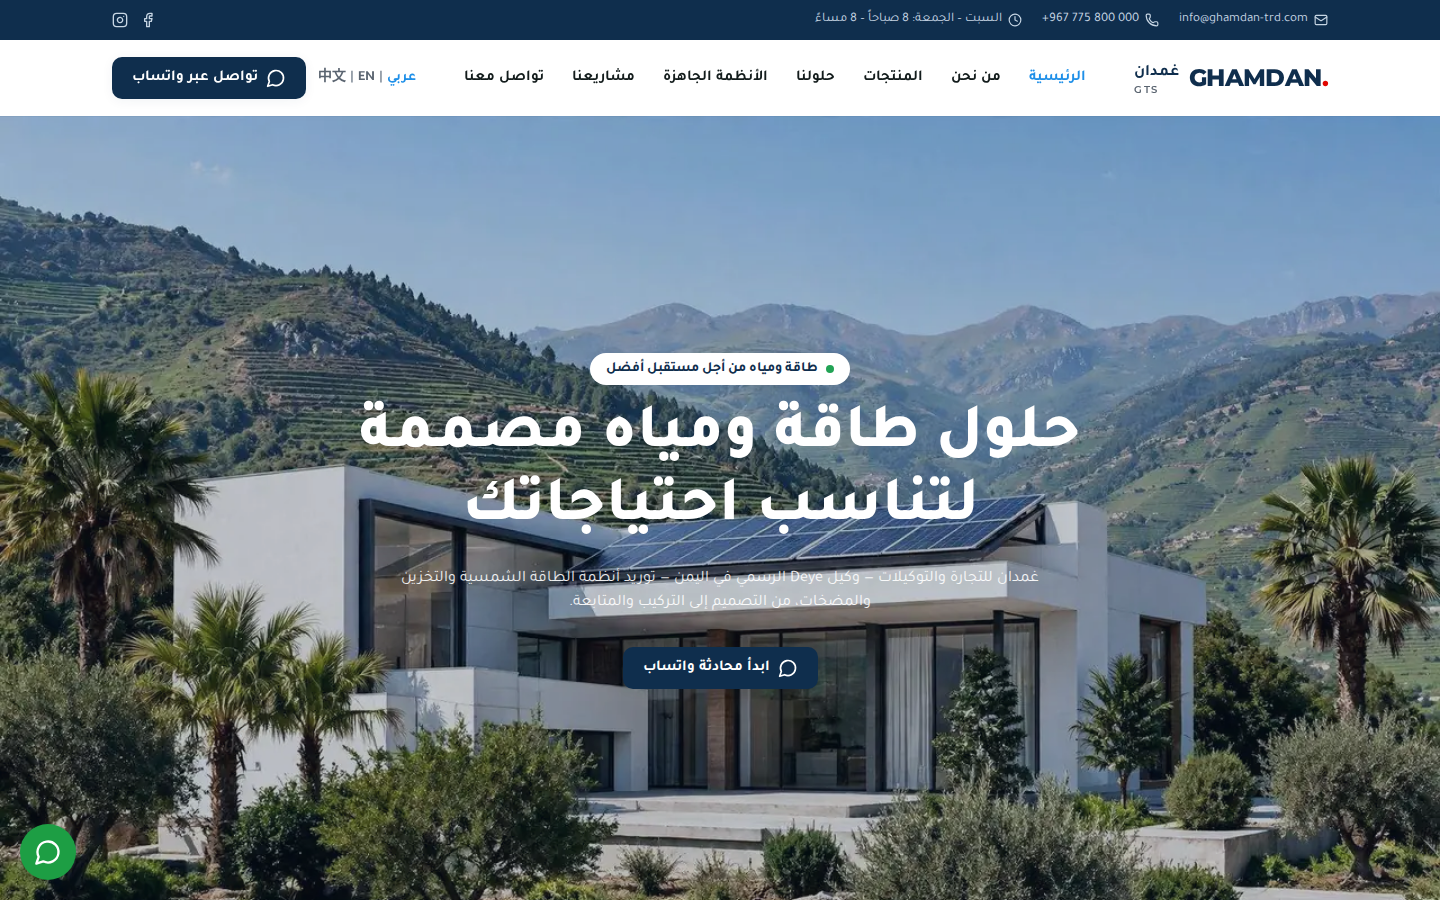 info@ghamdan-trd.com
+967 775 800 000
السبت - الجمعة: 8 صباحاً - 8 مساءً
GHAMDAN.
غمدان
GTS
الرئيسية
من نحن
المنتجات
حلولنا
الأنظمة الجاهزة
مشاريعنا
تواصل معنا
عربي | EN | 中文
تواصل عبر واتساب
طاقة ومياه من أجل مستقبل أفضل
حلول طاقة ومياه مصممة
لتناسب احتياجاتك
غمدان للتجارة والتوكيلات — وكيل Deye الرسمي في اليمن — توريد أنظمة الطاقة الشمسية والتخزين
والمضخات، من التصميم إلى التركيب والمتابعة.
ابدأ محادثة واتساب